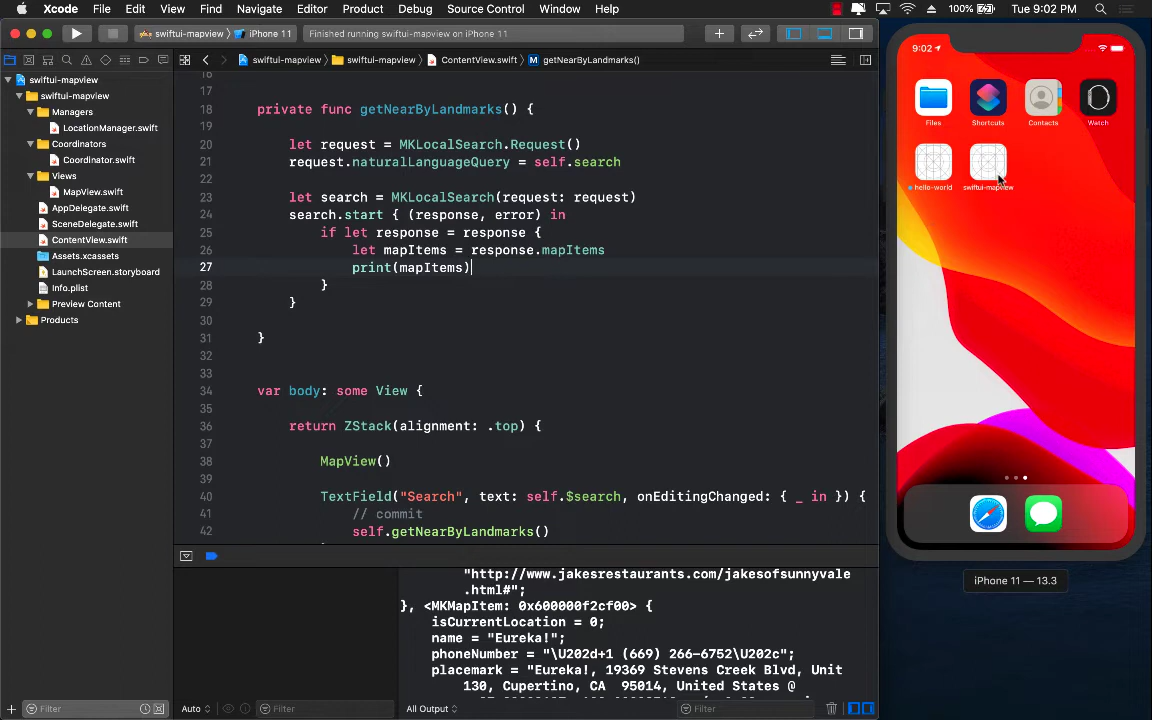 Xcode File Edit View Find Navigate Editor Product Debug Source Control Window Help 100% Tue 9:02 PM
swiftui-mapview iPhone 11 Finished running swiftui-mapview on iPhone 11
swiftui-mapview swiftui-mapview ContentView.swift M getNearByLandmarks()
swiftui-mapview
swiftui-mapview
Managers
LocationManager.swift
Coordinators
Coordinator.swift
Views
MapView.swift
AppDelegate.swift
SceneDelegate.swift
ContentView.swift
Assets.xcassets
LaunchScreen.storyboard
Info.plist
Preview Content
Products
Filter
16
17
18 private func getNearByLandmarks() {
19
20 let request = MKLocalSearch.Request()
21 request.naturalLanguageQuery = self.search
22
23 let search = MKLocalSearch(request: request)
24 search.start { (response, error) in
25 if let response = response {
26 let mapItems = response.mapItems
27 print(mapItems)
28 }
29 }
30
31 }
32
33
34 var body: some View {
35
36 return ZStack(alignment: .top) {
37
38 MapView()
39
40 TextField("Search", text: self.$search, onEditingChanged: { _ in }) {
41 // commit
42 self.getNearByLandmarks()
"http://www.jakesrestaurants.com/jakesofsunnyvale
.html#";
}, <MKMapItem: 0x600000f2cf00> {
isCurrentLocation = 0;
name = "Eureka!";
phoneNumber = "\U202d+1 (669) 266-6752\U202c";
placemark = "Eureka!, 19369 Stevens Creek Blvd, Unit
130, Cupertino, CA  95014, United States @
Auto Filter All Output Filter
9:02
Files Shortcuts Contacts Watch
hello-world swiftui-mapview
iPhone 11 — 13.3